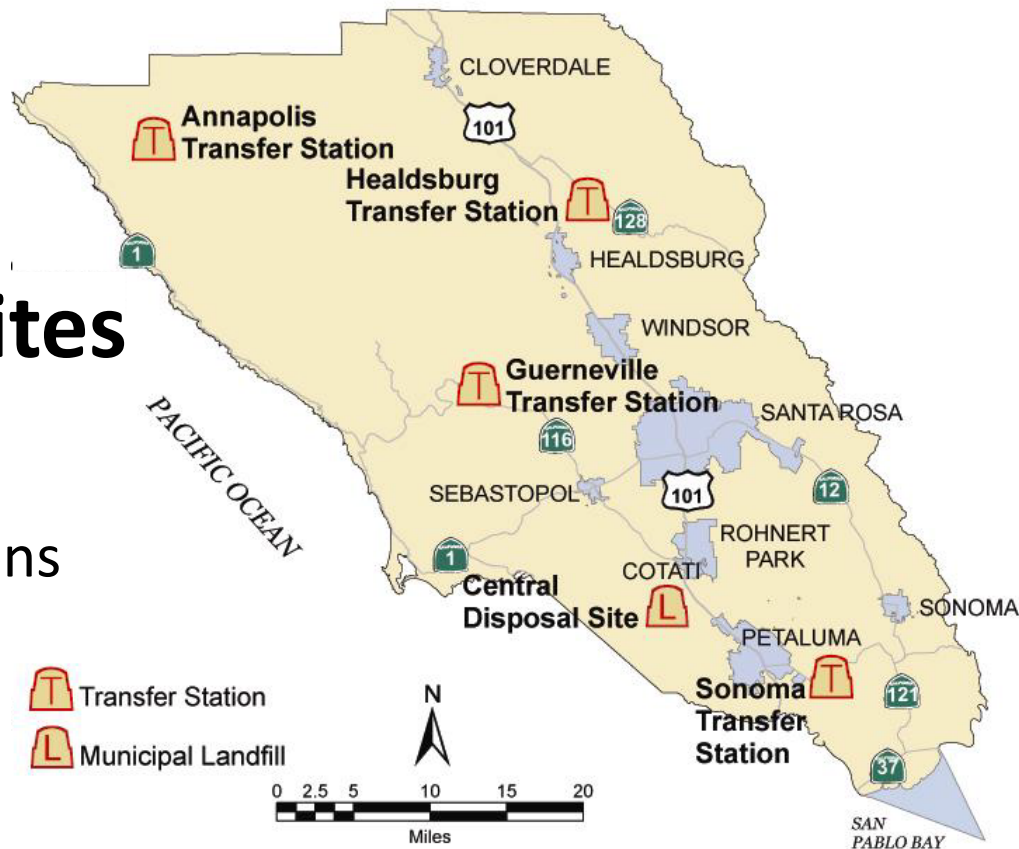 CLOVERDALE
101
Annapolis
Transfer Station
Healdsburg
Transfer Station
128
1
HEALDSBURG
ites
WINDSOR
Guerneville
Transfer Station
SANTA ROSA
PACIFIC OCEAN
116
SEBASTOPOL
101
12
ns
ROHNERT
PARK
1
COTATI
Central
Disposal Site
SONOMA
PETALUMA
Sonoma
Transfer
Station
121
37
T Transfer Station
L Municipal Landfill
N
0 2.5 5 10 15 20
Miles
SAN
PABLO BAY
T
T
T
L
T